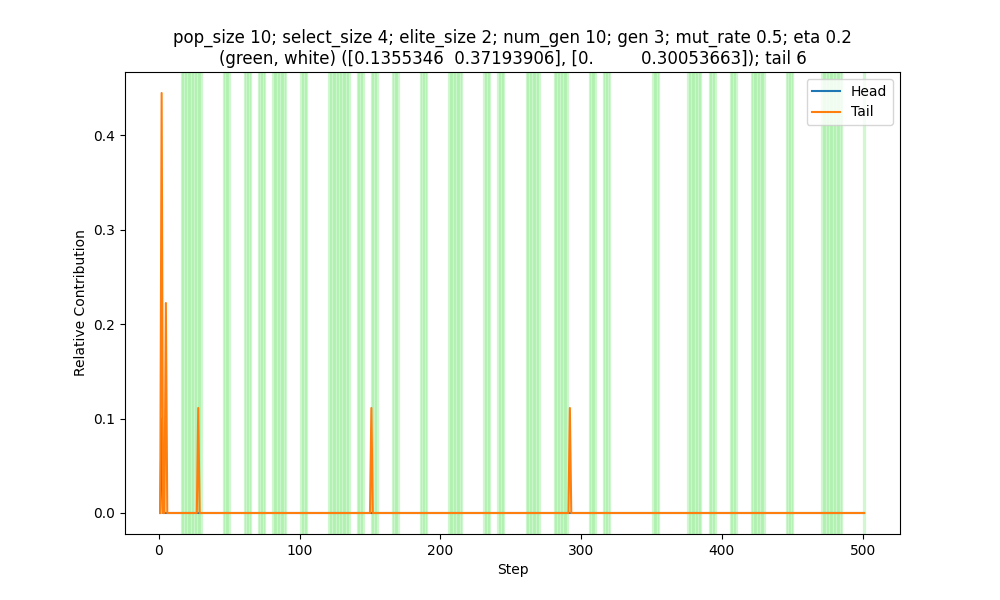 pop_size 10; select_size 4; elite_size 2; num_gen 10; gen 3; mut_rate 0.5; eta 0.2
(green, white) ([0.1355346  0.37193906], [0.         0.30053663]); tail 6
Head
Tail
0.4
0.3
0.2
0.1
0.0
Relative Contribution
0 100 200 300 400 500
Step